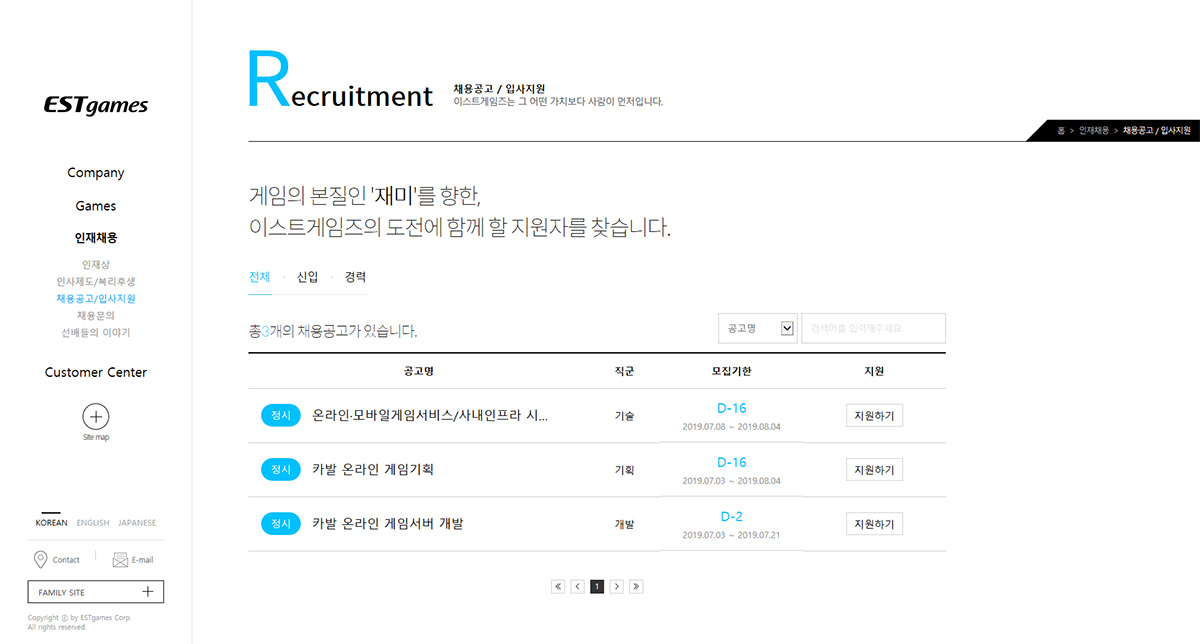 ESTgames
Company
Games
인재채용
인재상
인사제도/복리후생
채용공고/입사지원
채용문의
선배들의 이야기
Customer Center
Site map
KOREAN ENGLISH JAPANESE
Contact E-mail
FAMILY SITE
Copyright ⓒ by ESTgames Corp.
All rights reserved.
Recruitment
채용공고 / 입사지원
이스트게임즈는 그 어떤 가치보다 사람이 먼저입니다.
홈 > 인재채용 > 채용공고 / 입사지원
게임의 본질인 '재미'를 향한,
이스트게임즈의 도전에 함께 할 지원자를 찾습니다.
전체 · 신입 · 경력
총3개의 채용공고가 있습니다.
공고명 검색어를 입력해주세요
공고명 직군 모집기한 지원
정시 온라인·모바일게임서비스/사내인프라 시... 기술 D-16 지원하기
2019.07.08 ~ 2019.08.04
정시 카발 온라인 게임기획 기획 D-16 지원하기
2019.07.03 ~ 2019.08.04
정시 카발 온라인 게임서버 개발 개발 D-2 지원하기
2019.07.03 ~ 2019.07.21
« < 1 > »